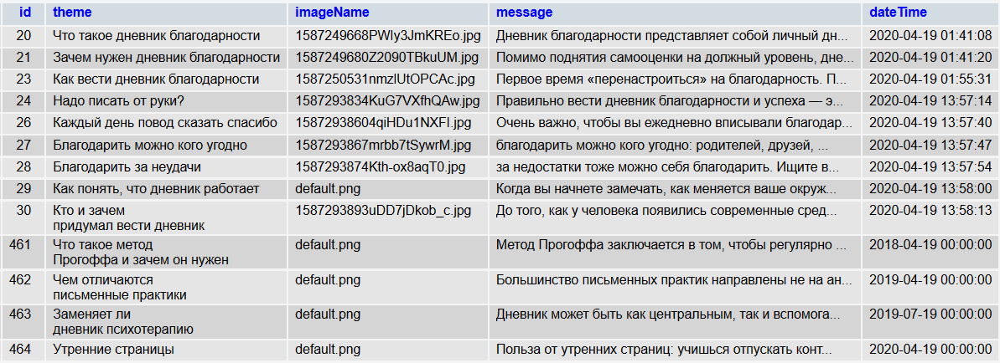 id theme imageName message dateTime
20 Что такое дневник благодарности 1587249668PWly3JmKREo.jpg Дневник благодарности представляет собой личный дн... 2020-04-19 01:41:08
21 Зачем нужен дневник благодарности 1587249680Z2090TBkuUM.jpg Помимо поднятия самооценки на должный уровень, дне... 2020-04-19 01:41:20
23 Как вести дневник благодарности 1587250531nmzlUtOPCAc.jpg Первое время «перенастроиться» на благодарность. П... 2020-04-19 01:55:31
24 Надо писать от руки? 1587293834KuG7VXfhQAw.jpg Правильно вести дневник благодарности и успеха — э... 2020-04-19 13:57:14
26 Каждый день повод сказать спасибо 15872938604qiHDu1NXFI.jpg Очень важно, чтобы вы ежедневно вписывали благодар... 2020-04-19 13:57:40
27 Благодарить можно кого угодно 1587293867mrbb7tSywrM.jpg благодарить можно кого угодно: родителей, друзей, ... 2020-04-19 13:57:47
28 Благодарить за неудачи 1587293874Kth-ox8aqT0.jpg за недостатки тоже можно себя благодарить. Ищите в... 2020-04-19 13:57:54
29 Как понять, что дневник работает default.png Когда вы начнете замечать, как меняется ваше окруж... 2020-04-19 13:58:00
30 Кто и зачем 1587293893uDD7jDkob_c.jpg До того, как у человека появились современные сред... 2020-04-19 13:58:13
придумал вести дневник
461 Что такое метод default.png Метод Прогоффа заключается в том, чтобы регулярно ... 2018-04-19 00:00:00
Прогоффа и зачем он нужен
462 Чем отличаются default.png Большинство письменных практик направлены не на ан... 2019-04-19 00:00:00
письменные практики
463 Заменяет ли default.png Дневник может быть как центральным, так и вспомога... 2019-07-19 00:00:00
дневник психотерапию
464 Утренние страницы default.png Польза от утренних страниц: учишься отпускать конт... 2020-04-19 00:00:00